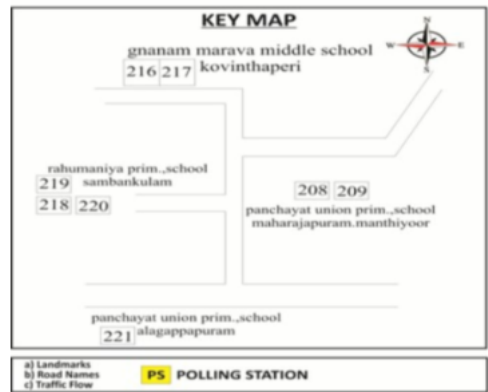 KEY MAP
N
W E
S
gnanam marava middle school
216 217 kovinthaperi
rahumaniya prim.,school
219 sambankulam
218 220
208 209
panchayat union prim.,school
maharajapuram.manthiyoor
panchayat union prim.,school
221 alagappapuram
a) Landmarks
b) Road Names
c) Traffic Flow
PS POLLING STATION